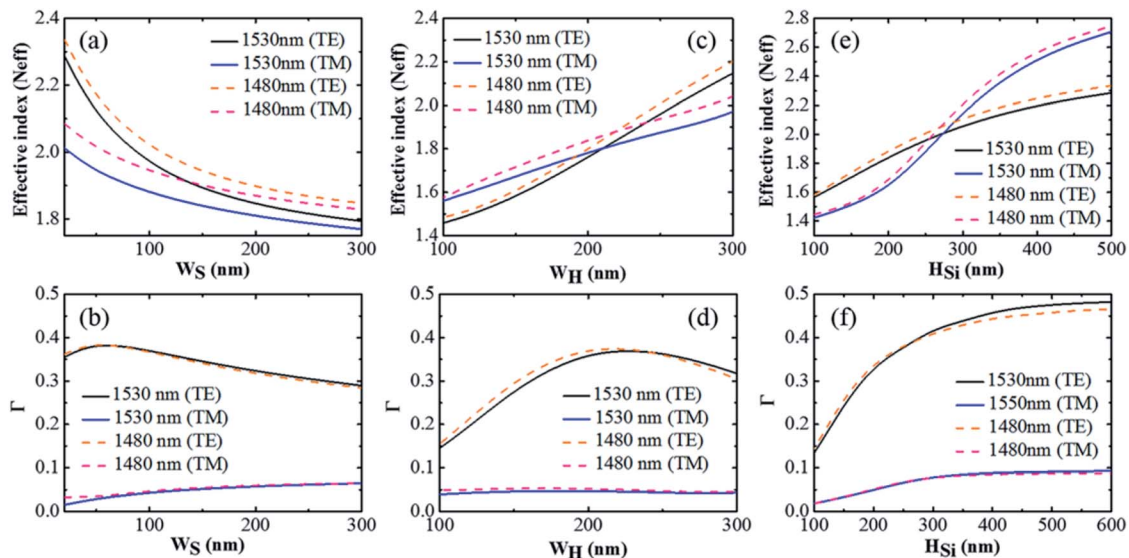 (a)
1530nm (TE)
1530nm (TM)
1480nm (TE)
1480nm (TM)
Effective index (Neff)
2.4
2.2
2.0
1.8
100
200
300
W_S (nm)
(c)
1530 nm (TE)
1530 nm (TM)
1480 nm (TE)
1480 nm (TM)
Effective index (Neff)
2.4
2.2
2.0
1.8
1.6
1.4
100
200
300
W_H (nm)
(e)
1530 nm (TE)
1530 nm (TM)
1480 nm (TE)
1480 nm (TM)
Effective index (Neff)
2.8
2.6
2.4
2.2
2.0
1.8
1.6
1.4
100
200
300
400
500
H_Si (nm)
(b)
1530 nm (TE)
1530 nm (TM)
1480 nm (TE)
1480 nm (TM)
Γ
0.5
0.4
0.3
0.2
0.1
0.0
100
200
300
W_S (nm)
(d)
1530 nm (TE)
1530 nm (TM)
1480 nm (TE)
1480 nm (TM)
Γ
0.5
0.4
0.3
0.2
0.1
0.0
100
200
300
W_H (nm)
(f)
1530nm (TE)
1550nm (TM)
1480nm (TE)
1480nm (TM)
Γ
0.5
0.4
0.3
0.2
0.1
0.0
100
200
300
400
500
600
H_Si (nm)